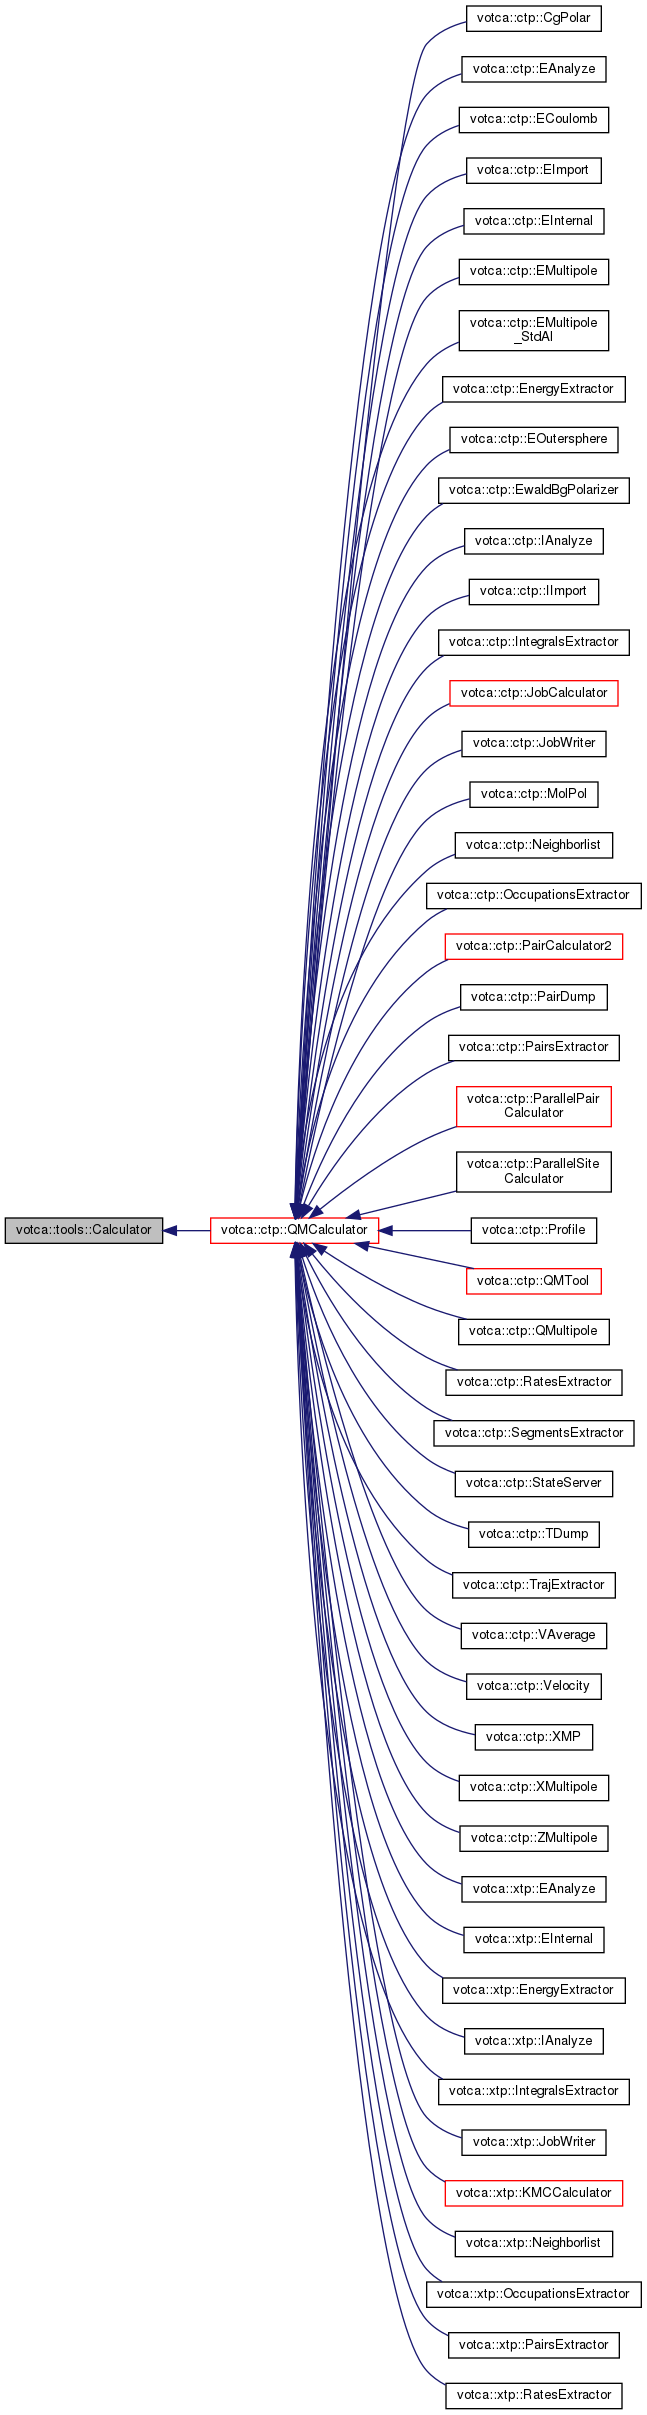 votca::ctp::CgPolar
votca::ctp::EAnalyze
votca::ctp::ECoulomb
votca::ctp::EImport
votca::ctp::EInternal
votca::ctp::EMultipole
votca::ctp::EMultipole
_StdAl
votca::ctp::EnergyExtractor
votca::ctp::EOutersphere
votca::ctp::EwaldBgPolarizer
votca::ctp::IAnalyze
votca::ctp::IImport
votca::ctp::IntegralsExtractor
votca::ctp::JobCalculator
votca::ctp::JobWriter
votca::ctp::MolPol
votca::ctp::Neighborlist
votca::ctp::OccupationsExtractor
votca::ctp::PairCalculator2
votca::ctp::PairDump
votca::ctp::PairsExtractor
votca::ctp::ParallelPair
Calculator
votca::ctp::ParallelSite
Calculator
votca::tools::Calculator
votca::ctp::QMCalculator
votca::ctp::Profile
votca::ctp::QMTool
votca::ctp::QMultipole
votca::ctp::RatesExtractor
votca::ctp::SegmentsExtractor
votca::ctp::StateServer
votca::ctp::TDump
votca::ctp::TrajExtractor
votca::ctp::VAverage
votca::ctp::Velocity
votca::ctp::XMP
votca::ctp::XMultipole
votca::ctp::ZMultipole
votca::xtp::EAnalyze
votca::xtp::EInternal
votca::xtp::EnergyExtractor
votca::xtp::IAnalyze
votca::xtp::IntegralsExtractor
votca::xtp::JobWriter
votca::xtp::KMCCalculator
votca::xtp::Neighborlist
votca::xtp::OccupationsExtractor
votca::xtp::PairsExtractor
votca::xtp::RatesExtractor